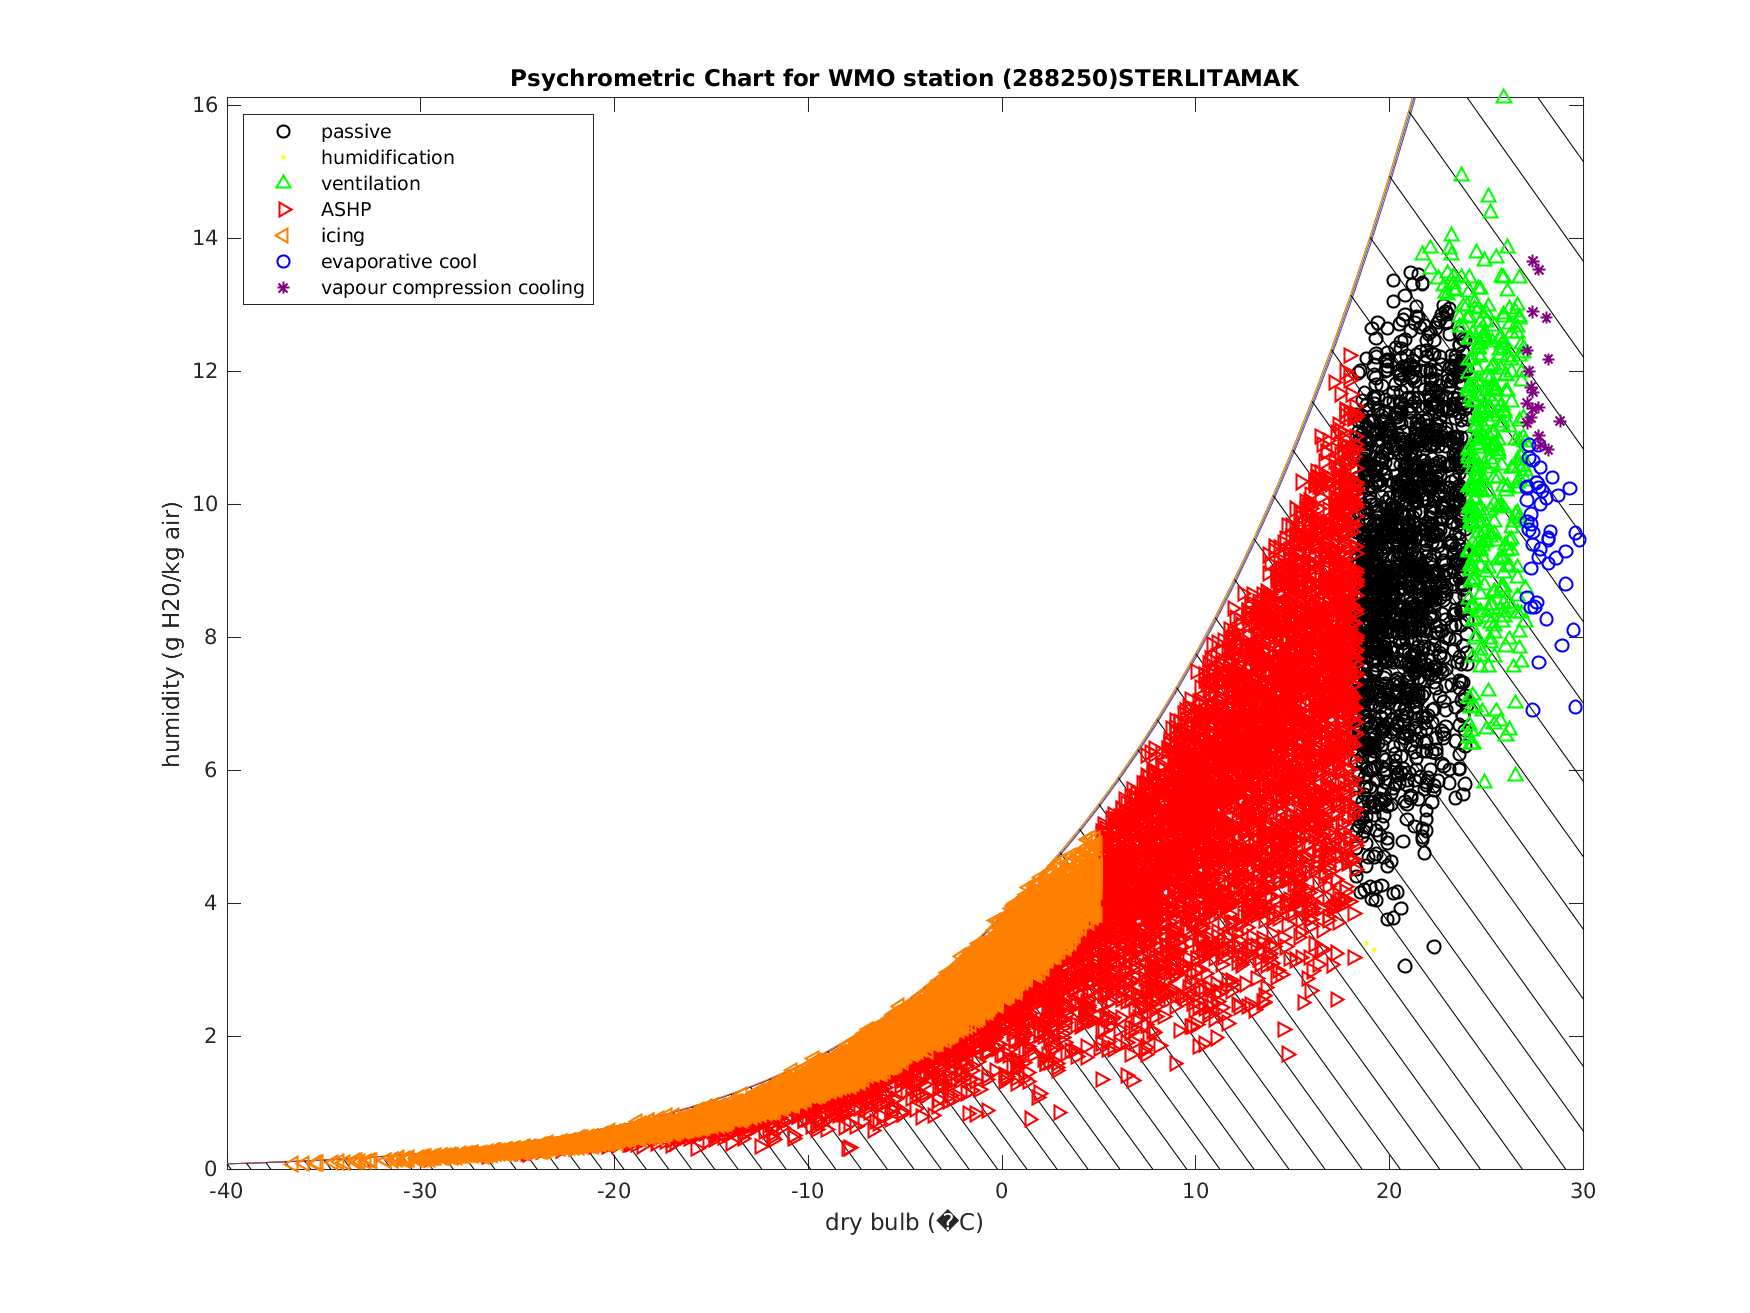 Psychrometric Chart for WMO station (288250)STERLITAMAK
16
14
12
10
8
6
4
2
0
humidity (g H20/kg air)
passive
humidification
ventilation
ASHP
icing
evaporative cool
vapour compression cooling
-40 -30 -20 -10 0 10 20 30
dry bulb (�C)